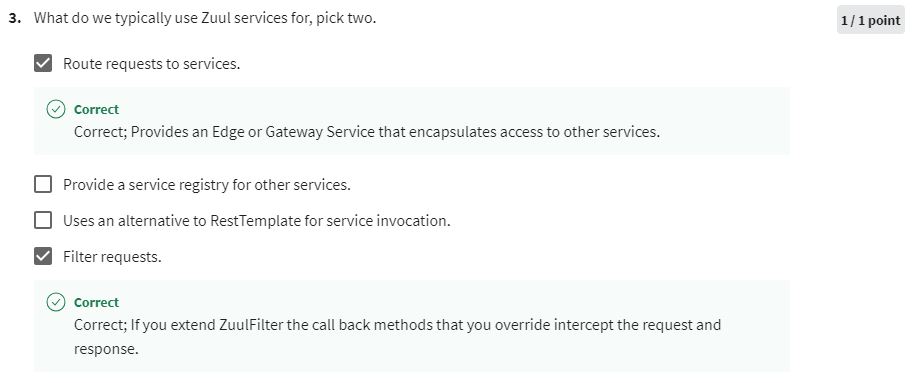 3. What do we typically use Zuul services for, pick two.
1 / 1 point
Route requests to services.
Correct
Correct; Provides an Edge or Gateway Service that encapsulates access to other services.
Provide a service registry for other services.
Uses an alternative to RestTemplate for service invocation.
Filter requests.
Correct
Correct; If you extend ZuulFilter the call back methods that you override intercept the request and
response.